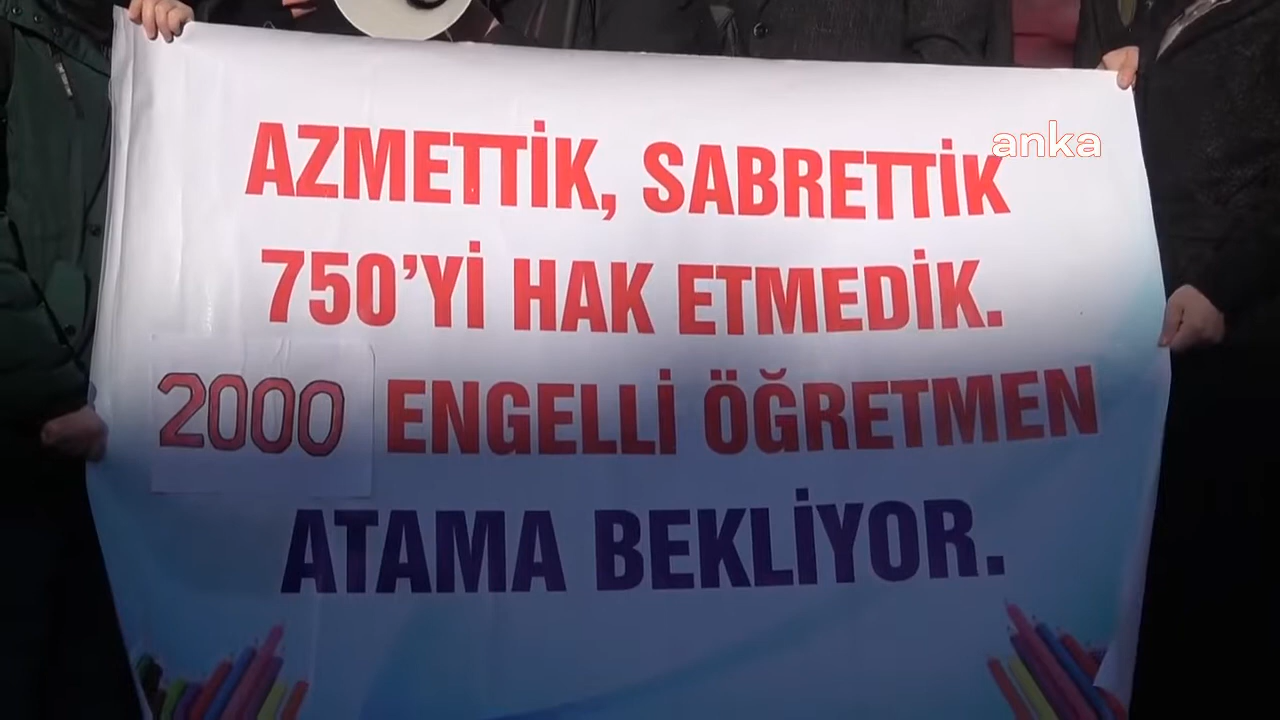 anka
AZMETTİK, SABRETTİK
750'Yİ HAK ETMEDİK.
2000 ENGELLİ ÖĞRETMEN
ATAMA BEKLİYOR.